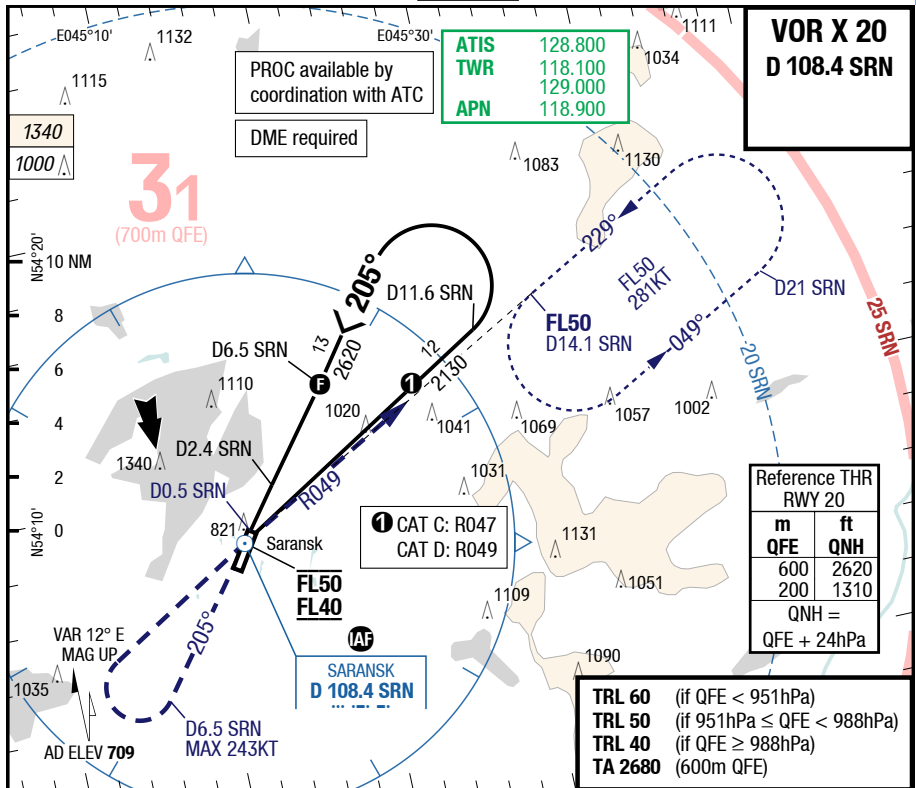 E045°10'
1132
E045°30'
1111
1115
PROC available by
coordination with ATC
DME required
ATIS 128.800
TWR 118.100
129.000
APN 118.900
1034
VOR X 20
D 108.4 SRN
1340
1000
31
(700m QFE)
1083
1130
N54°20'
10 NM
8
6
4
2
0
N54°10'
205°
D11.6 SRN
229°
FL50
281KT
D21 SRN
FL50
D14.1 SRN
049°
25 SRN
20 SRN
D6.5 SRN
13
2620
12
2130
F
1
1110
1020
1041
1069
1057
1002
D2.4 SRN
1340
D0.5 SRN
R049
1031
821
Saransk
1 CAT C: R047
CAT D: R049
1131
1051
1109
1090
FL50
FL40
IAF
SARANSK
D 108.4 SRN
205°
VAR 12° E
MAG UP
1035
AD ELEV 709
D6.5 SRN
MAX 243KT
Reference THR
RWY 20
m ft
QFE QNH
600 2620
200 1310
QNH =
QFE + 24hPa
TRL 60 (if QFE < 951hPa)
TRL 50 (if 951hPa ≤ QFE < 988hPa)
TRL 40 (if QFE ≥ 988hPa)
TA 2680 (600m QFE)